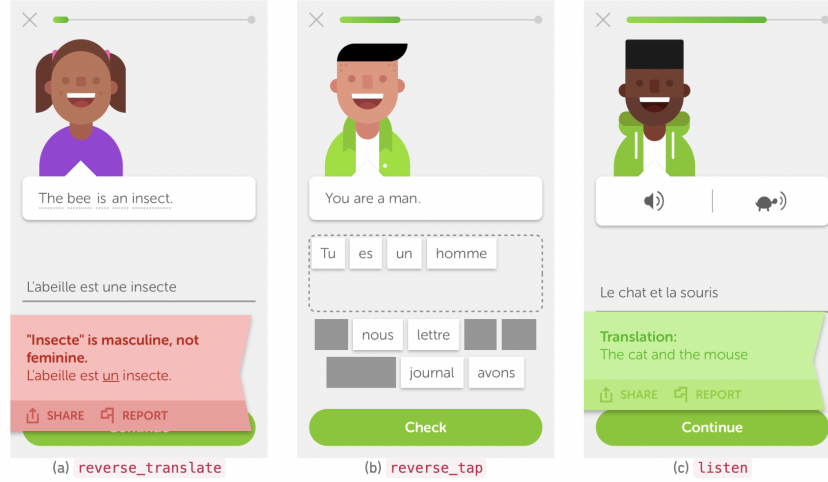 The bee is an insect.
L'abeille est une insecte
"Insecte" is masculine, not
feminine.
L'abeille est un insecte.
SHARE REPORT
(a) reverse_translate
You are a man.
Tu es un homme
nous lettre
journal avons
Check
(b) reverse_tap
Le chat et la souris
Translation:
The cat and the mouse
SHARE REPORT
Continue
(c) listen